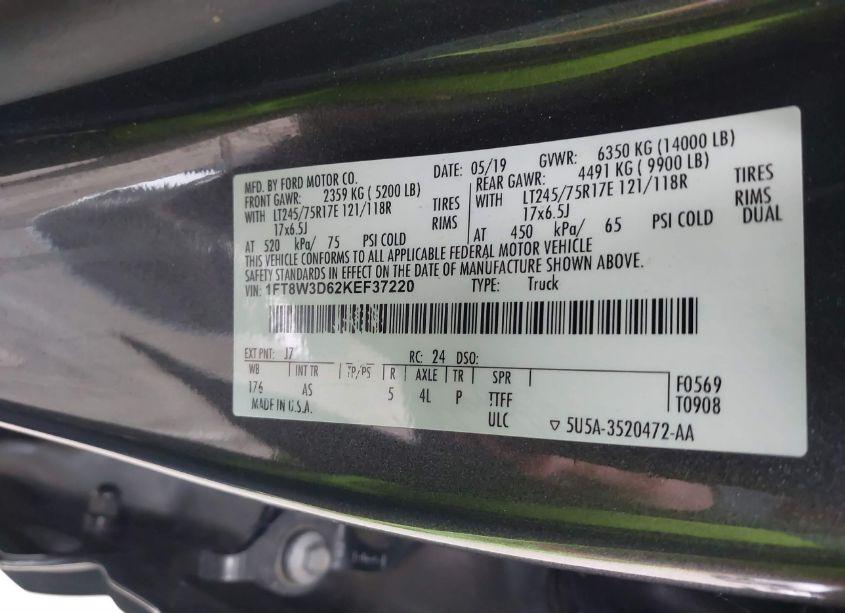 MFD. BY FORD MOTOR CO. DATE: 05/19 GVWR: 6350 KG (14000 LB)
FRONT GAWR: 2359 KG ( 5200 LB) REAR GAWR: 4491 KG ( 9900 LB)
WITH LT245/75R17E 121/118R TIRES WITH LT245/75R17E 121/118R TIRES
17x6.5J RIMS 17x6.5J RIMS
AT 520 kPa/ 75 PSI COLD AT 450 kPa/ 65 PSI COLD DUAL
THIS VEHICLE CONFORMS TO ALL APPLICABLE FEDERAL MOTOR VEHICLE
SAFETY STANDARDS IN EFFECT ON THE DATE OF MANUFACTURE SHOWN ABOVE.
VIN: 1FT8W3D62KEF37220 TYPE: Truck
EXT PNT: J7 RC: 24 DSO:
WB INT TR TP/PS R AXLE TR SPR F0569
176 AS 5 4L P TTFF T0908
MADE IN U.S.A. ULC ▽ 5U5A-3520472-AA